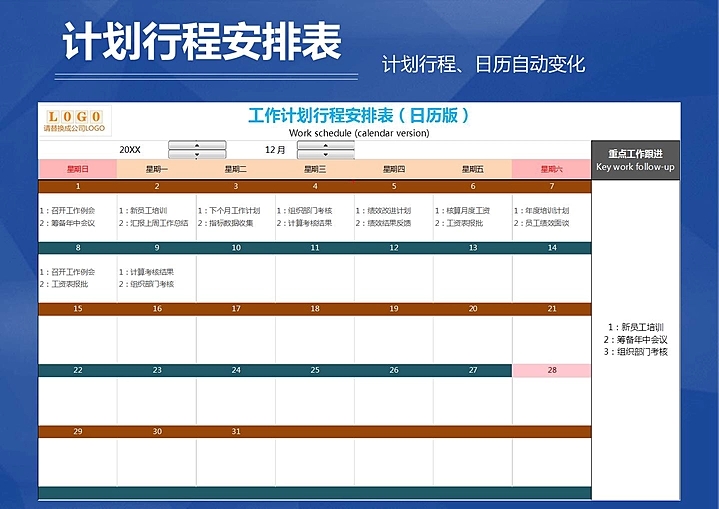 计划行程安排表
计划行程、日历自动变化
LOGO
请替换成公司LOGO
工作计划行程安排表（日历版）
Work schedule (calendar version)
20XX 12 月
重点工作跟进
Key work follow-up
星期日 星期一 星期二 星期三 星期四 星期五 星期六
1 2 3 4 5 6 7
1：召开工作例会 1：新员工培训 1：下个月工作计划 1：组织部门考核 1：绩效改进计划 1：核算月度工资 1：年度培训计划
2：筹备年中会议 2：汇报上周工作总结 2：指标数据收集 2：计算考核结果 2：绩效结果反馈 2：工资表报批 2：员工绩效面谈
8 9 10 11 12 13 14
1：召开工作例会 1：计算考核结果
2：工资表报批 2：组织部门考核
15 16 17 18 19 20 21
1：新员工培训
2：筹备年中会议
3：组织部门考核
22 23 24 25 26 27 28
29 30 31